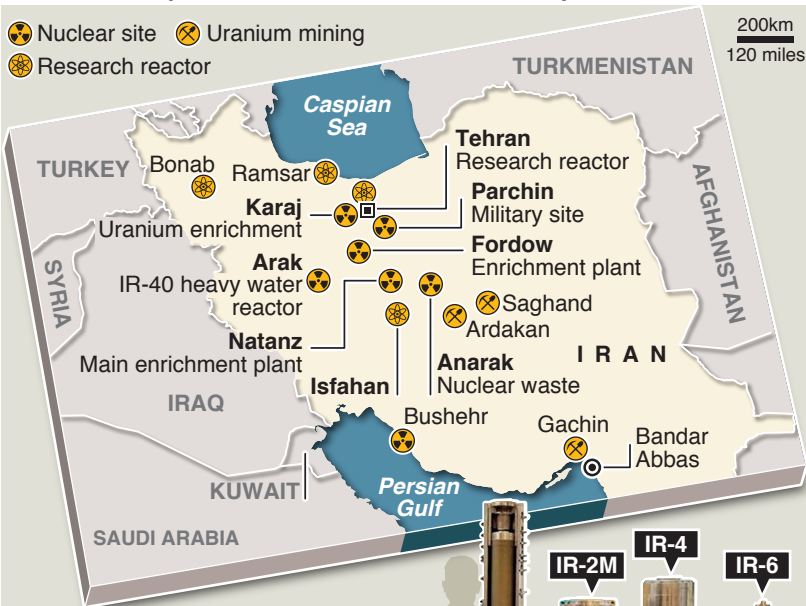 Nuclear site
Uranium mining
Research reactor
200km
120 miles
TURKMENISTAN
Caspian
Sea
Tehran
Research reactor
TURKEY
Bonab
Ramsar
Parchin
Military site
AFGHANISTAN
Karaj
Uranium enrichment
Fordow
Enrichment plant
SYRIA
Arak
IR-40 heavy water
reactor
Saghand
Ardakan
Natanz
Main enrichment plant
IRAN
Anarak
Nuclear waste
Isfahan
IRAQ
Bushehr
Gachin
Bandar
Abbas
KUWAIT
Persian
Gulf
SAUDI ARABIA
IR-2M
IR-4
IR-6